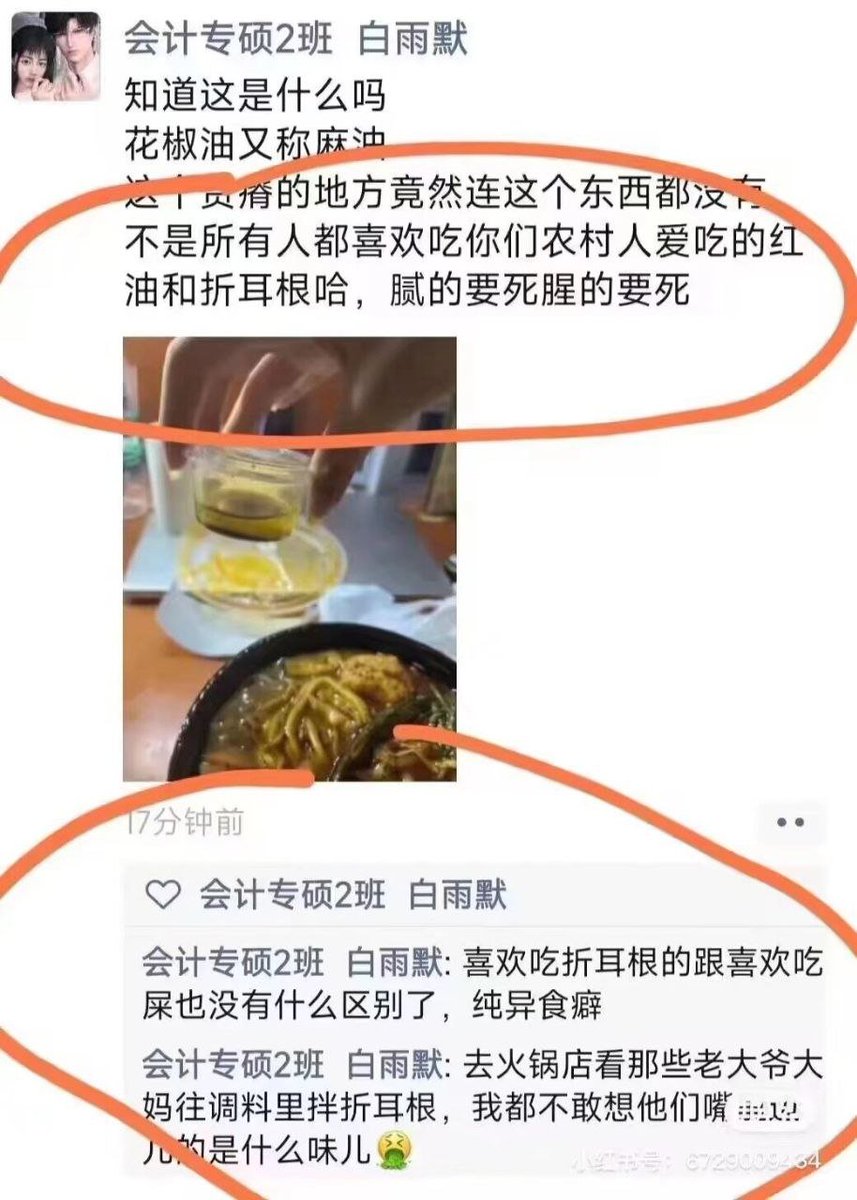 会计专硕2班 白雨默
知道这是什么吗
花椒油又称麻油
这个贫瘠的地方竟然连这个东西都没有
不是所有人都喜欢吃你们农村人爱吃的红
油和折耳根哈，腻的要死腥的要死
17分钟前
会计专硕2班 白雨默
会计专硕2班 白雨默: 喜欢吃折耳根的跟喜欢吃
屎也没有什么区别了，纯异食癖
会计专硕2班 白雨默: 去火锅店看那些老大爷大
妈往调料里拌折耳根，我都不敢想他们嘴
儿的是什么味儿🤮
小红书号：6729009434